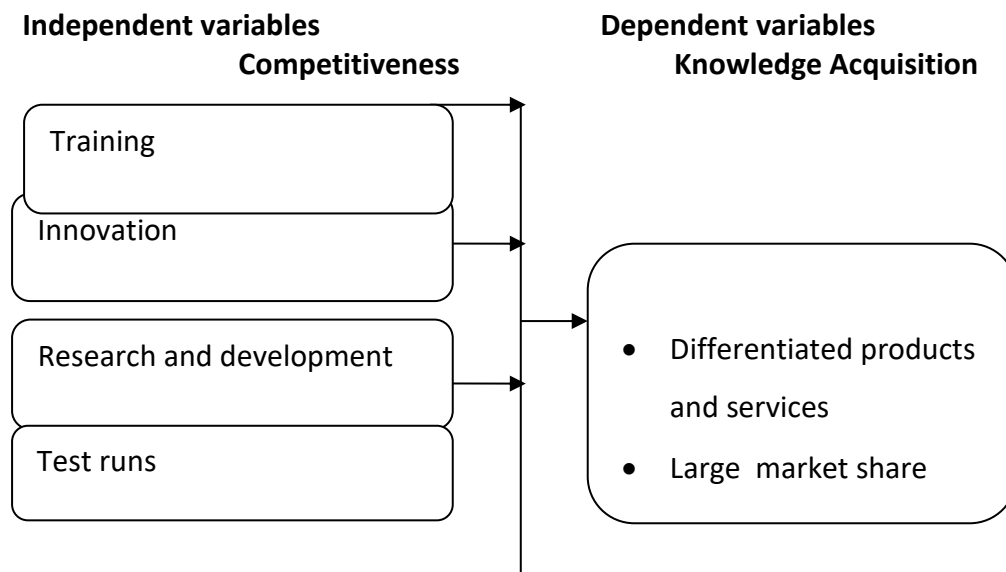 Independent variables
Dependent variables
Competitiveness
Knowledge Acquisition
Training
Innovation
Research and development
Test runs
• Differentiated products
and services
• Large market share